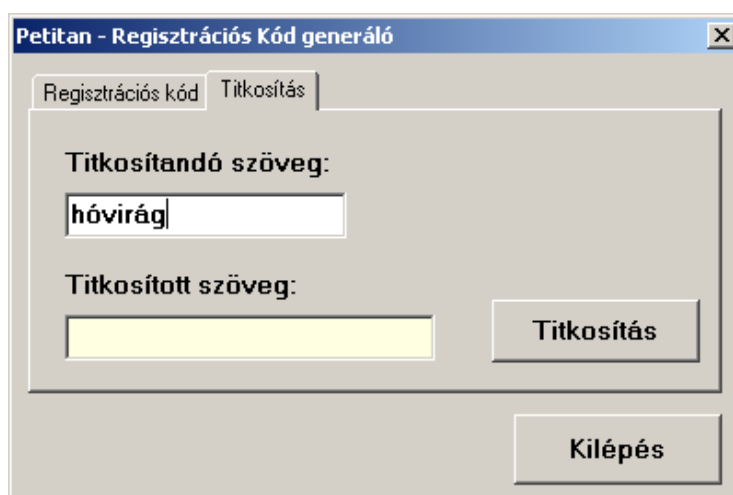 Petitan - Regisztrációs Kód generáló
Regisztrációs kód Titkosítás
Titkosítandó szöveg:
hóvirág
Titkosított szöveg:
Titkosítás
Kilépés